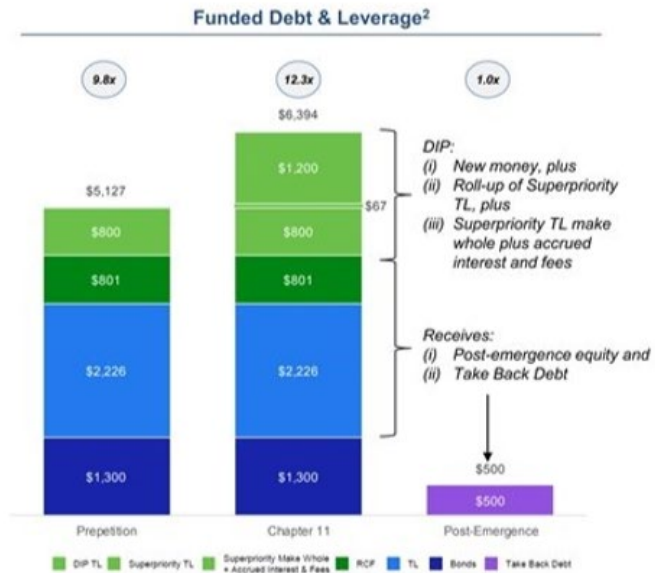 Funded Debt & Leverage²
9.8x
12.3x
1.0x
$6,394
$5,127
$1,200
$67
$800
$800
$801
$801
$2,226
$2,226
$1,300
$1,300
DIP:
(i) New money, plus
(ii) Roll-up of Superpriority
TL, plus
(iii) Superpriority TL make
whole plus accrued
interest and fees
Receives:
(i) Post-emergence equity and
(ii) Take Back Debt
$500
$500
Prepetition
Chapter 11
Post-Emergence
DIP TL
Superpriority TL
Superpriority Make Whole
+ Accrued Interest & Fees
RCF
TL
Bonds
Take Back Debt